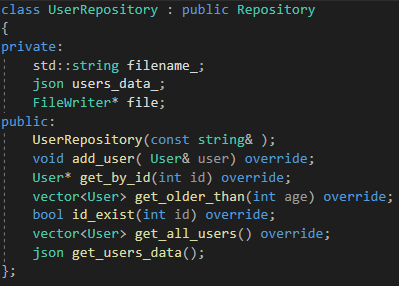 class UserRepository : public Repository
{
private:
    std::string filename_;
    json users_data_;
    FileWriter* file;
public:
    UserRepository(const string& );
    void add_user( User& user) override;
    User* get_by_id(int id) override;
    vector<User> get_older_than(int age) override;
    bool id_exist(int id) override;
    vector<User> get_all_users() override;
    json get_users_data();
};